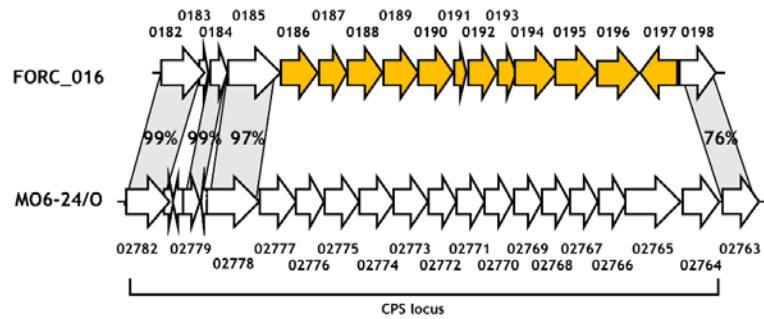 0183 0185 0187 0189 0191 0193 0195 0197
0182 0184 0186 0188 0190 0192 0194 0196 0198
FORC_016
99% 99% 97% 76%
MO6-24/O
02782 02779 02777 02775 02773 02771 02769 02767 02765 02763
02778 02776 02774 02772 02770 02768 02766 02764
CPS locus